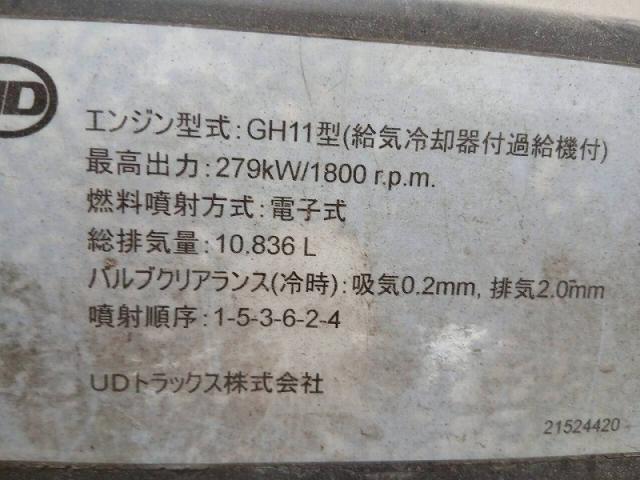 UD
エンジン型式:GH11型(給気冷却器付過給機付)
最高出力:279kW/1800 r.p.m.
燃料噴射方式:電子式
総排気量:10.836 L
バルブクリアランス(冷時):吸気0.2mm, 排気2.0mm
噴射順序:1-5-3-6-2-4
UDトラックス株式会社
21524420